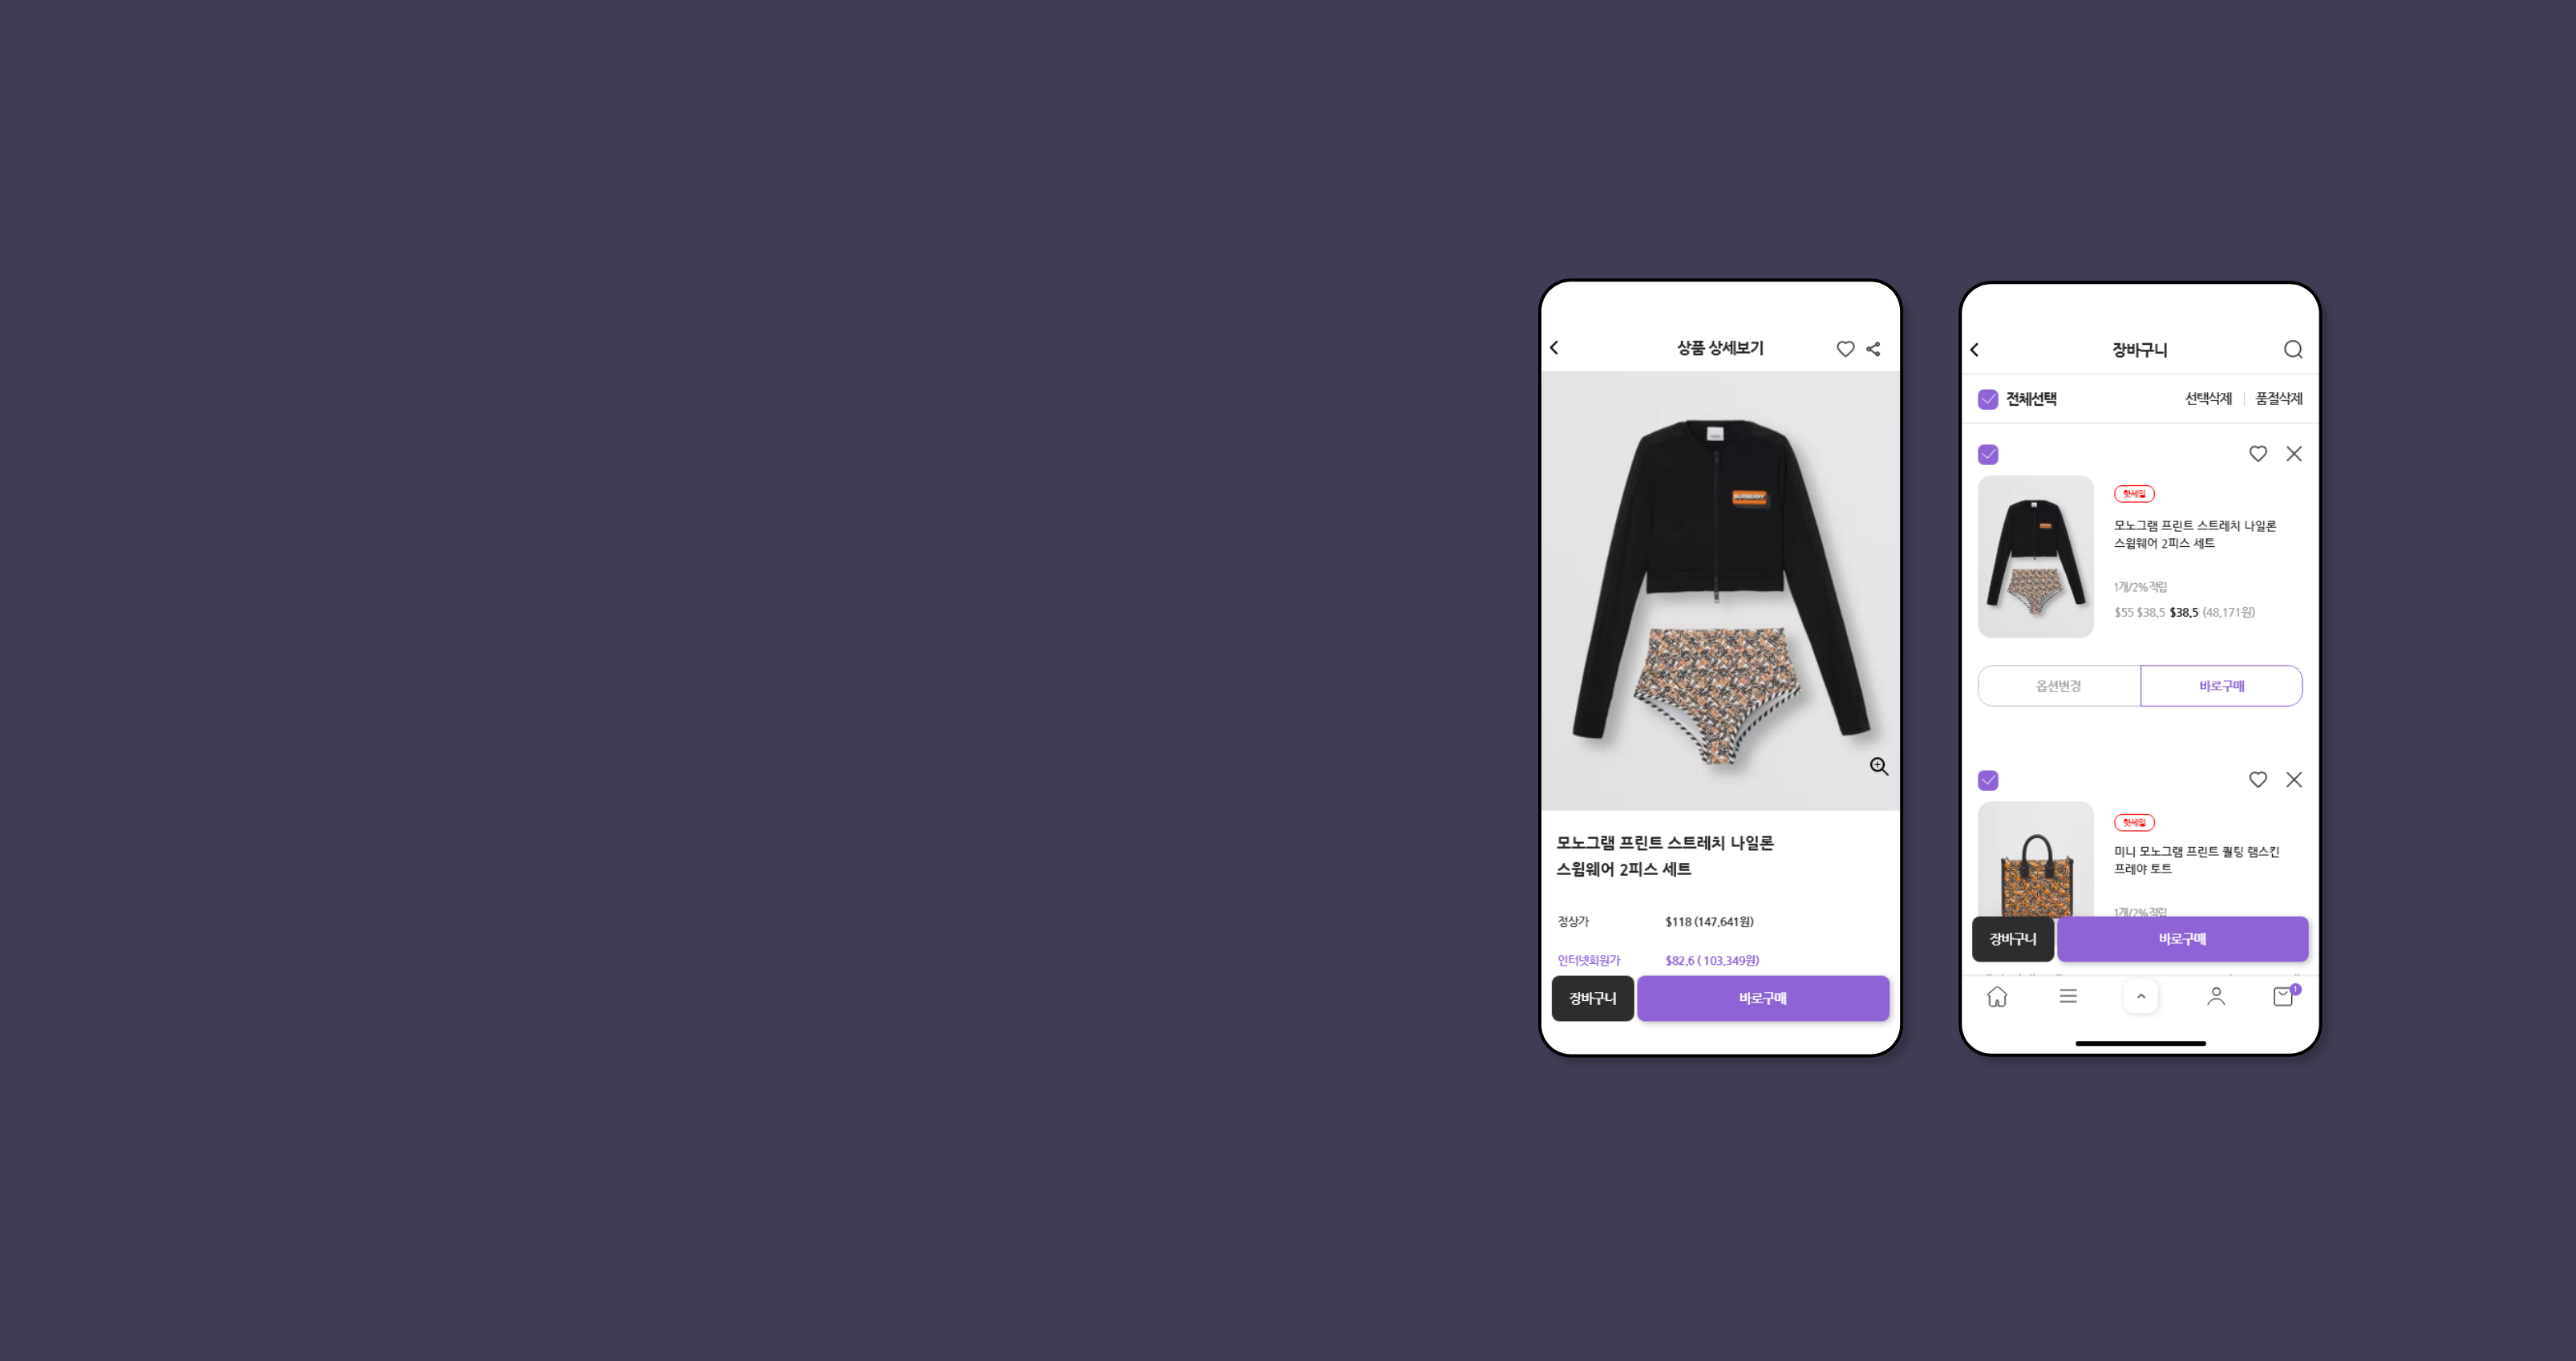 상품 상세보기
BURBERRY
모노그램 프린트 스트레치 나일론
스윔웨어 2피스 세트
정상가 $118 (147,641원)
인터넷회원가 $82,6 ( 103,349원)
장바구니 바로구매
장바구니
전체선택 선택삭제 품절삭제
핫세일
모노그램 프린트 스트레치 나일론
스윔웨어 2피스 세트
1개/2%적립
$55 $38,5 $38,5 (48,171원)
옵션변경 바로구매
핫세일
미니 모노그램 프린트 퀼팅 램스킨
프레야 토트
1개/2%적립
장바구니 바로구매
1